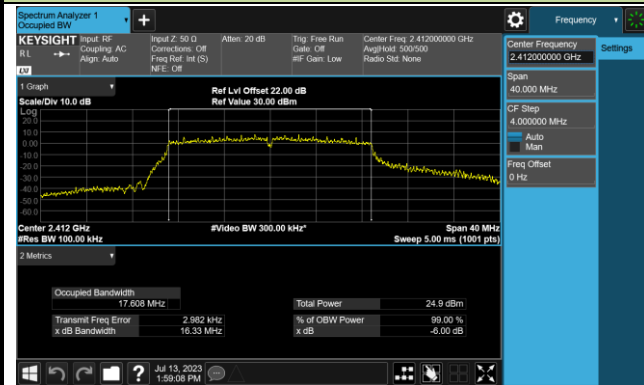 Spectrum Analyzer 1
Occupied BW
Frequency
KEYSIGHT
Input: RF
Input Z: 50 Ω
Atten: 20 dB
Trig: Free Run
Center Freq: 2.412000000 GHz
RL
Coupling: AC
Corrections: Off
Gate: Off
Avg|Hold: 500/500
Align: Auto
Freq Ref: Int (S)
#IF Gain: Low
Radio Std: None
NFE: Off
LXI
Center Frequency
2.412000000 GHz
Settings
Span
40.000 MHz
CF Step
4.000000 MHz
Auto
Man
Freq Offset
0 Hz
1 Graph
Scale/Div 10.0 dB
Ref Lvl Offset 22.00 dB
Ref Value 30.00 dBm
Log
20.0
10.0
0.00
-10.0
-20.0
-30.0
-40.0
-50.0
-60.0
Center 2.412 GHz
#Video BW 300.00 kHz*
Span 40 MHz
#Res BW 100.00 kHz
Sweep 5.00 ms (1001 pts)
2 Metrics
Occupied Bandwidth
17.608 MHz
Total Power 24.9 dBm
Transmit Freq Error 2.982 kHz
% of OBW Power 99.00 %
x dB Bandwidth 16.33 MHz
x dB -6.00 dB
Jul 13, 2023
1:59:08 PM